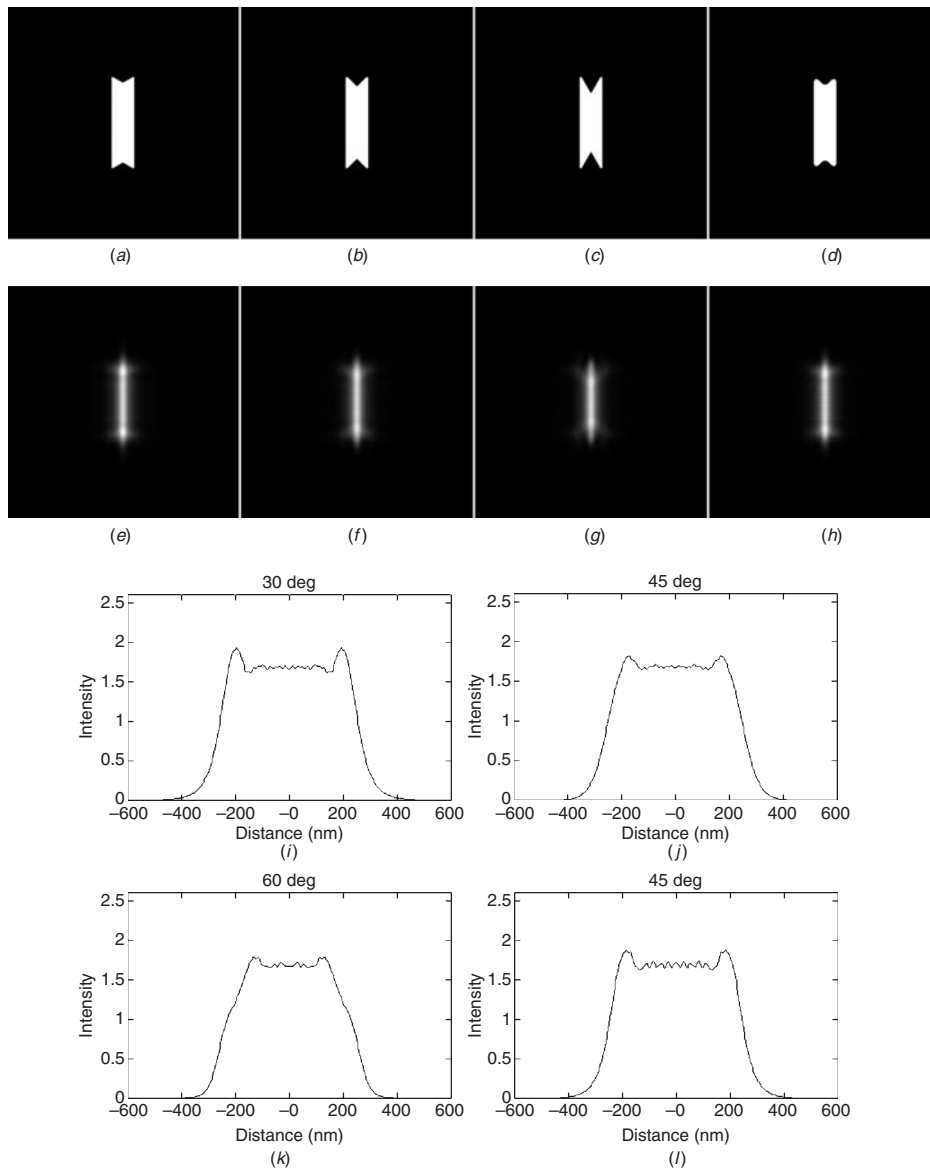 (a) (b) (c) (d)
(e) (f) (g) (h)
30 deg
2.5
2
1.5
1
0.5
0
Intensity
−600 −400 −200 −0 200 400 600
Distance (nm)
(i)
45 deg
2.5
2
1.5
1
0.5
0
Intensity
−600 −400 −200 −0 200 400 600
Distance (nm)
(j)
60 deg
2.5
2
1.5
1
0.5
0
Intensity
−600 −400 −200 −0 200 400 600
Distance (nm)
(k)
45 deg
2.5
2
1.5
1
0.5
0
Intensity
−600 −400 −200 −0 200 400 600
Distance (nm)
(l)